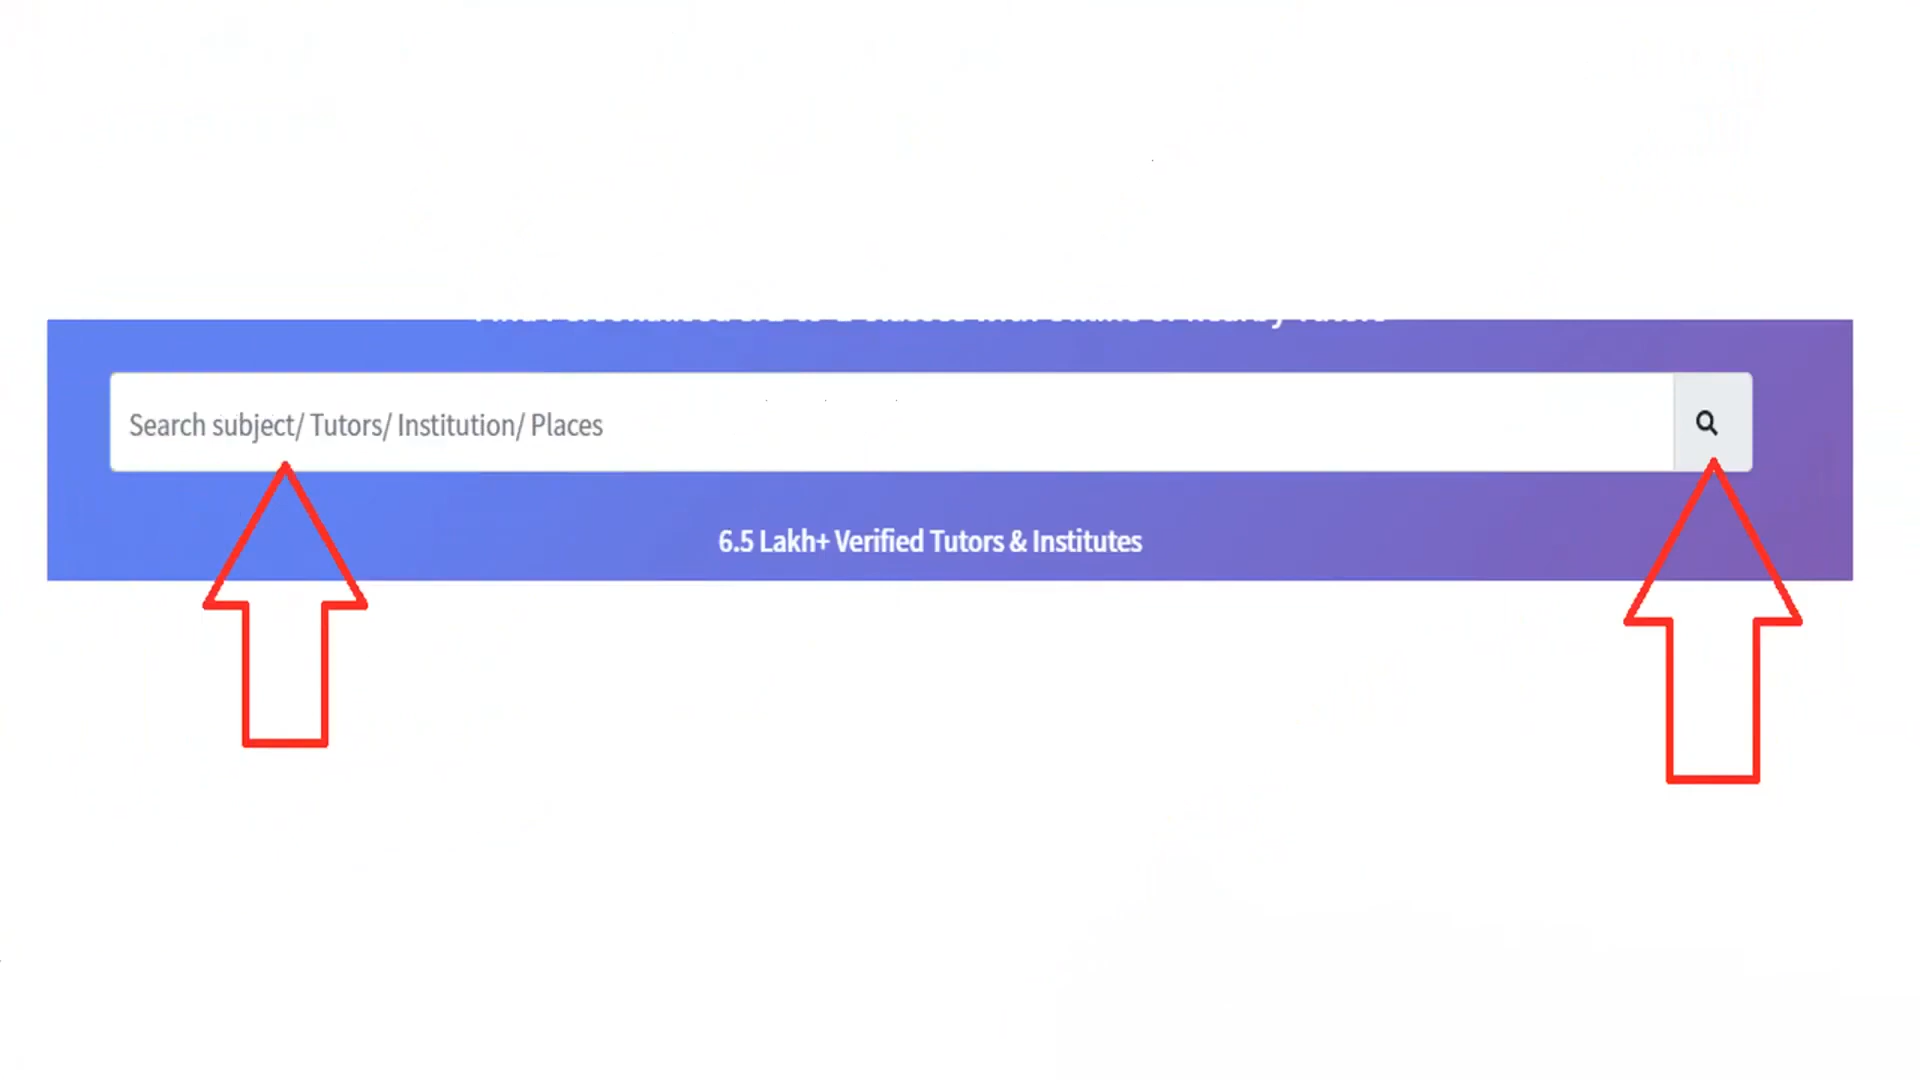 Search subject/ Tutors/ Institution/ Places
6.5 Lakh+ Verified Tutors & Institutes